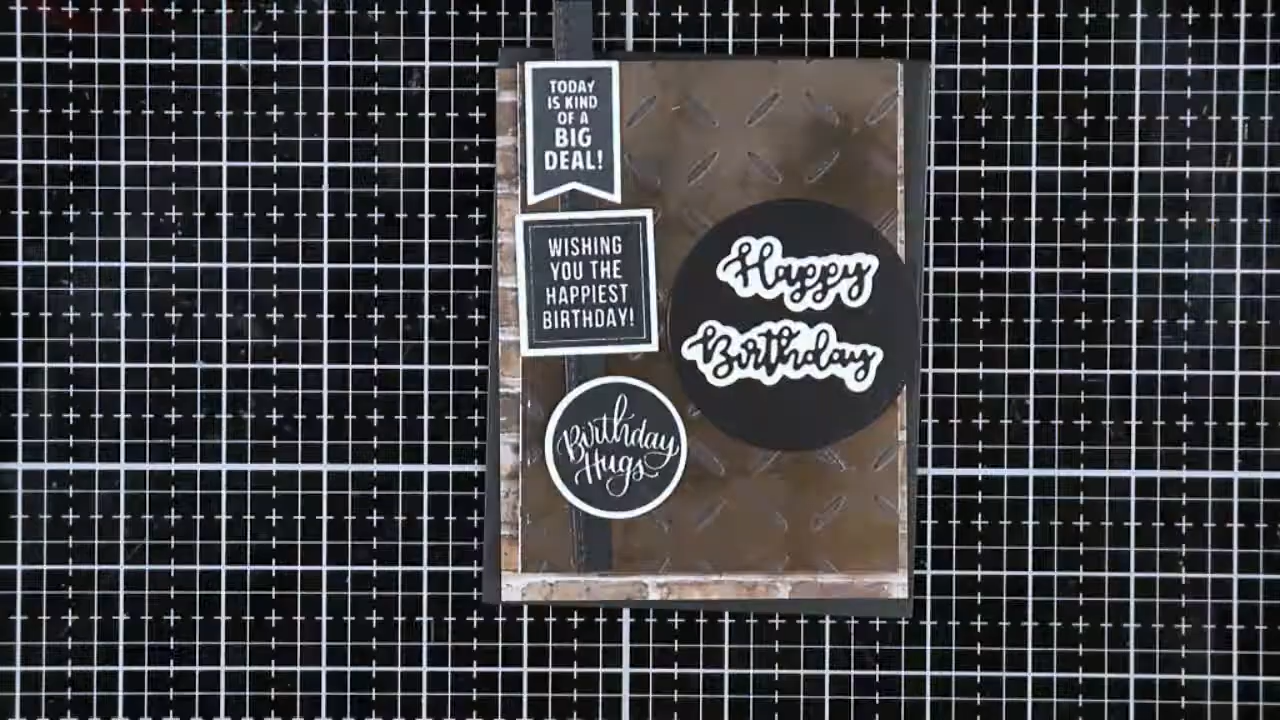 TODAY
IS KIND
OF A
BIG
DEAL!
WISHING
YOU THE
HAPPIEST
BIRTHDAY!
Happy
Birthday
Birthday
Hugs